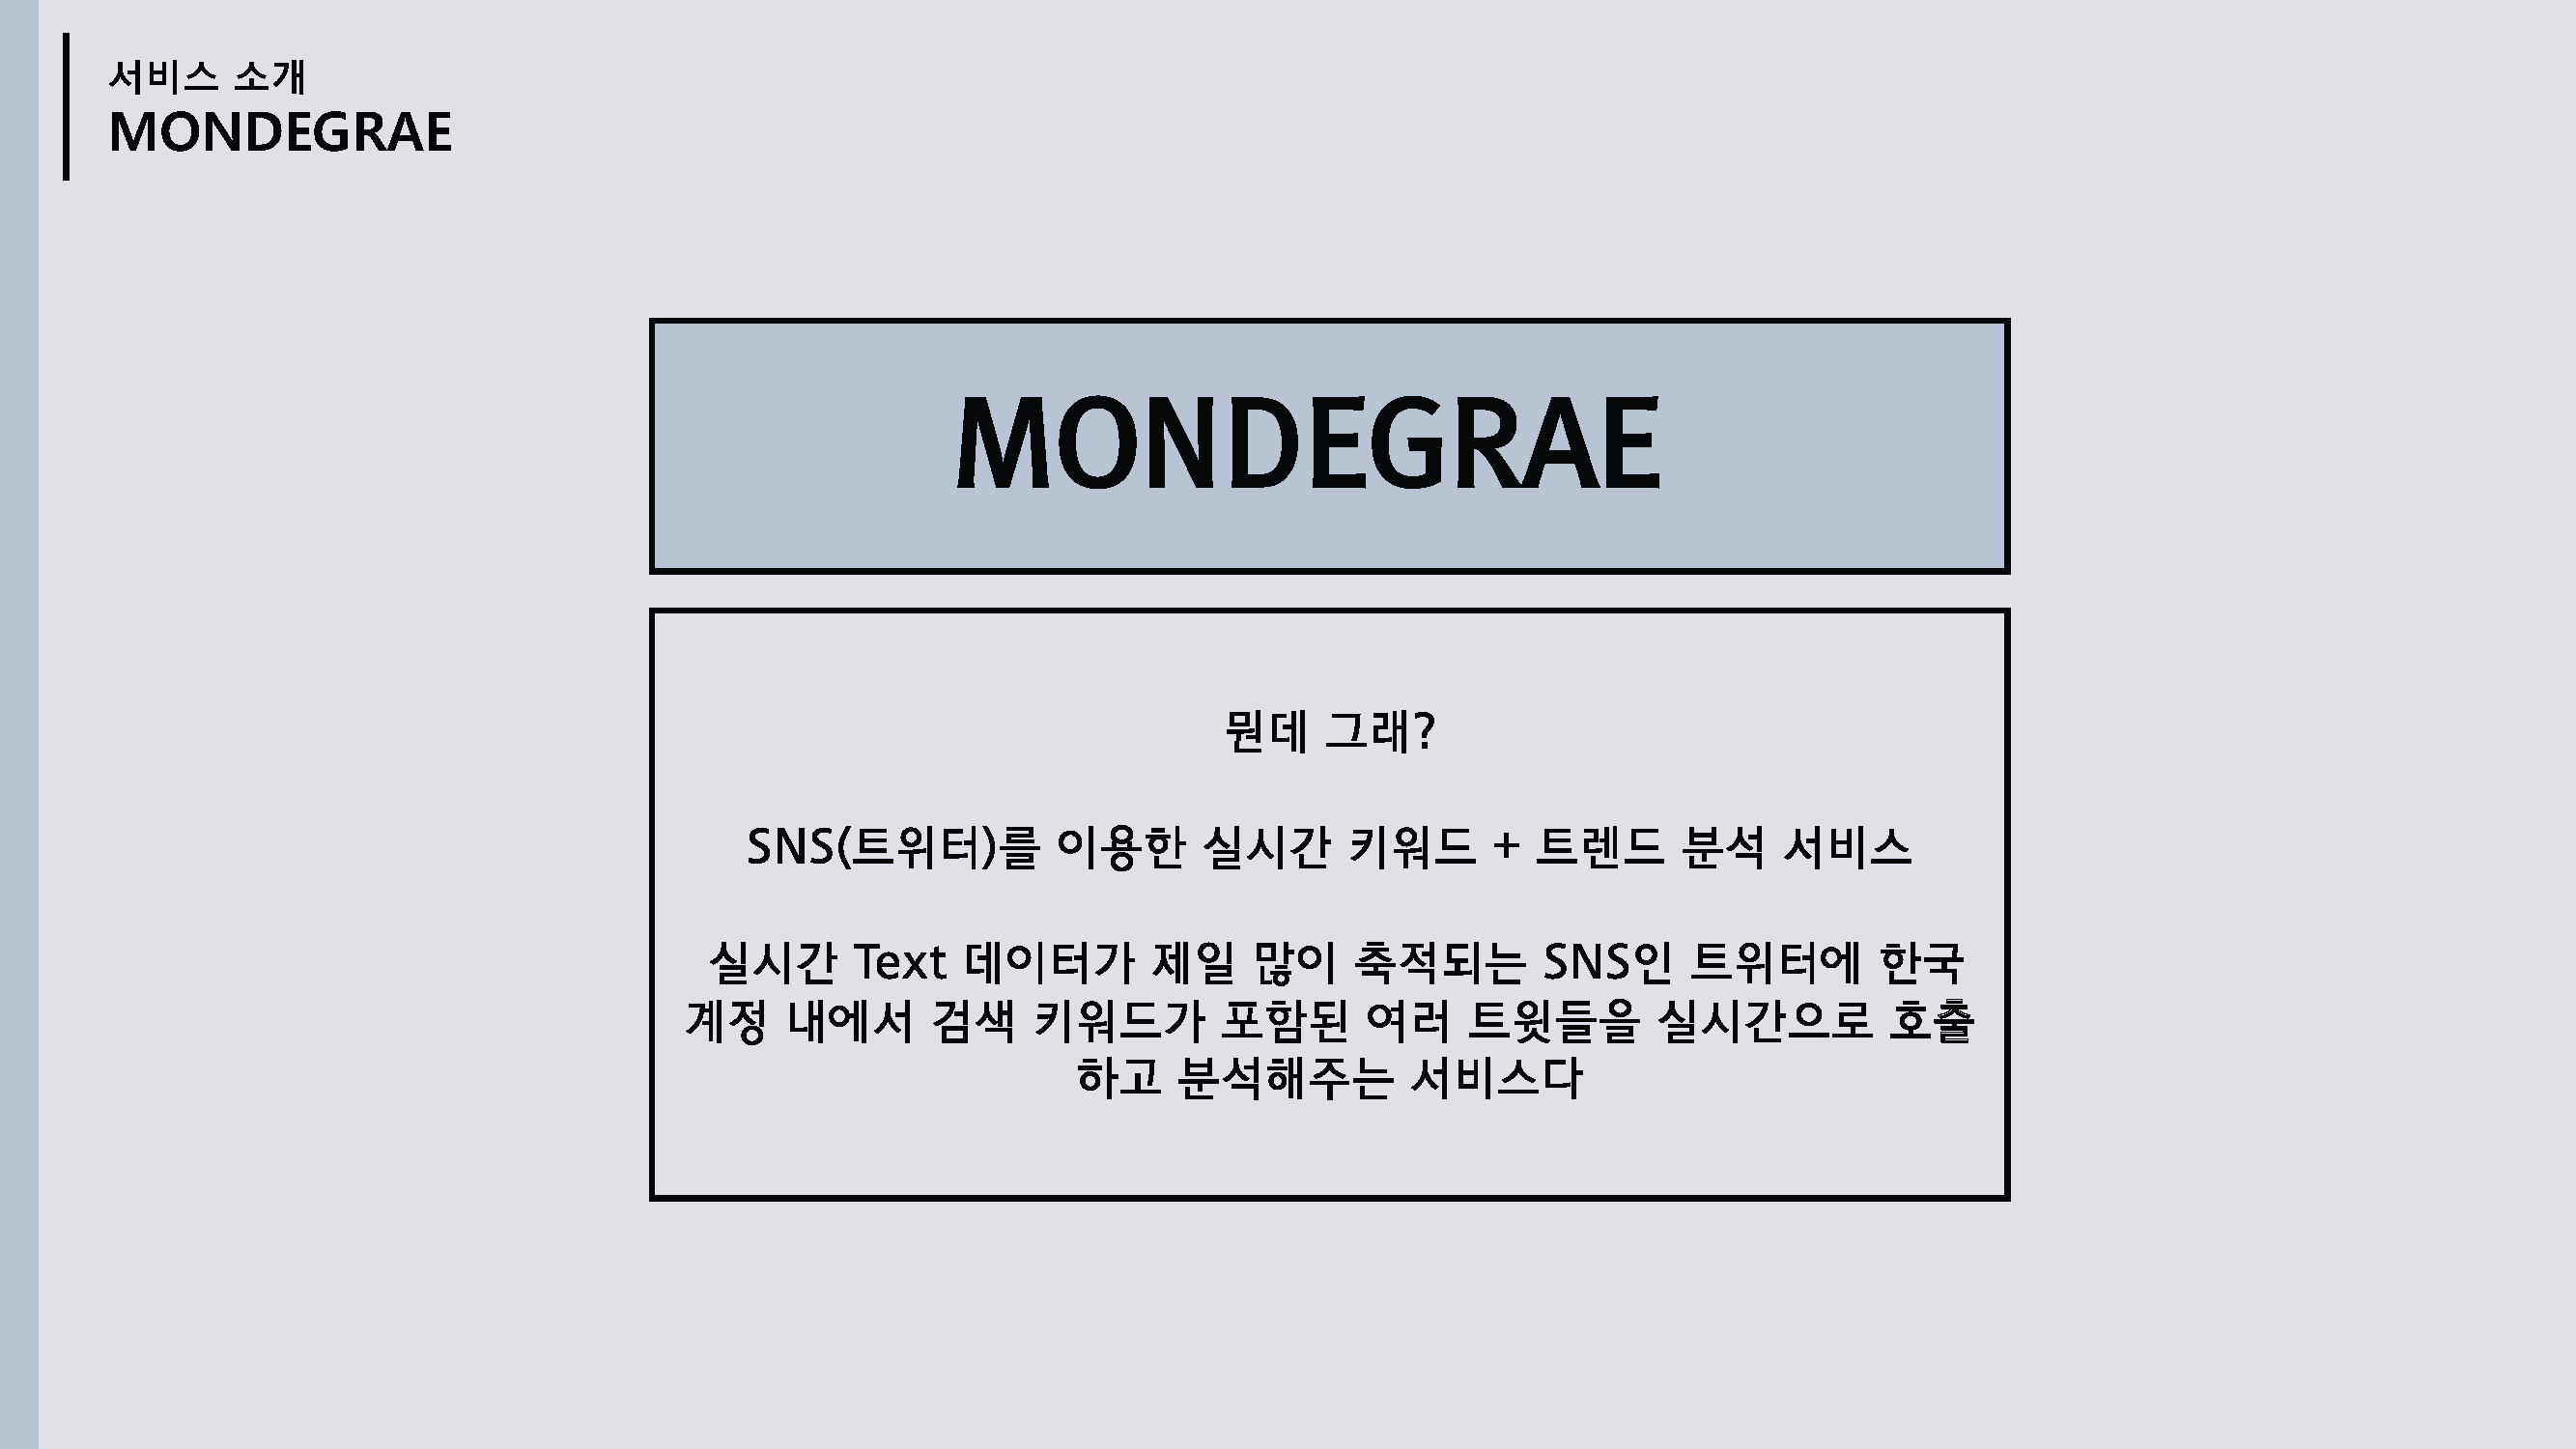 서비스 소개
MONDEGRAE
MONDEGRAE
뭔데 그래?
SNS(트위터)를 이용한 실시간 키워드 + 트렌드 분석 서비스
실시간 Text 데이터가 제일 많이 축적되는 SNS인 트위터에 한국
계정 내에서 검색 키워드가 포함된 여러 트윗들을 실시간으로 호출
하고 분석해주는 서비스다